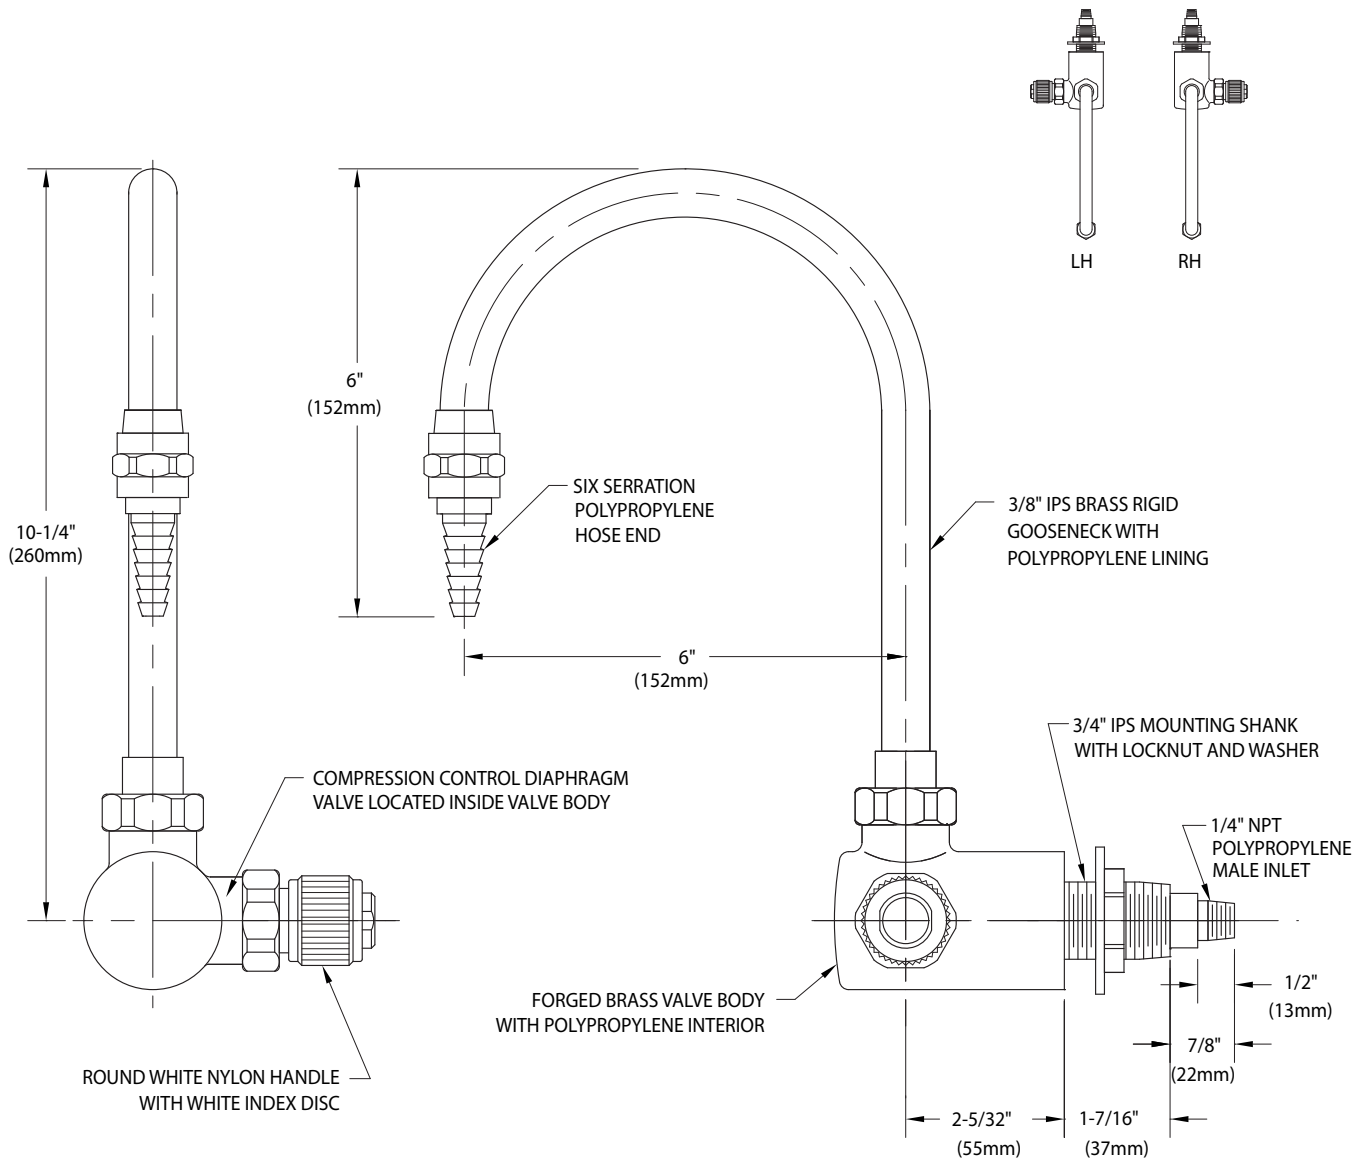 LH
RH
6"
(152mm)
SIX SERRATION
POLYPROPYLENE
HOSE END
3/8" IPS BRASS RIGID
GOOSENECK WITH
POLYPROPYLENE LINING
10-1/4"
(260mm)
6"
(152mm)
3/4" IPS MOUNTING SHANK
WITH LOCKNUT AND WASHER
COMPRESSION CONTROL DIAPHRAGM
VALVE LOCATED INSIDE VALVE BODY
1/4" NPT
POLYPROPYLENE
MALE INLET
FORGED BRASS VALVE BODY
WITH POLYPROPYLENE INTERIOR
1/2"
(13mm)
7/8"
(22mm)
ROUND WHITE NYLON HANDLE
WITH WHITE INDEX DISC
2-5/32"
(55mm)
1-7/16"
(37mm)